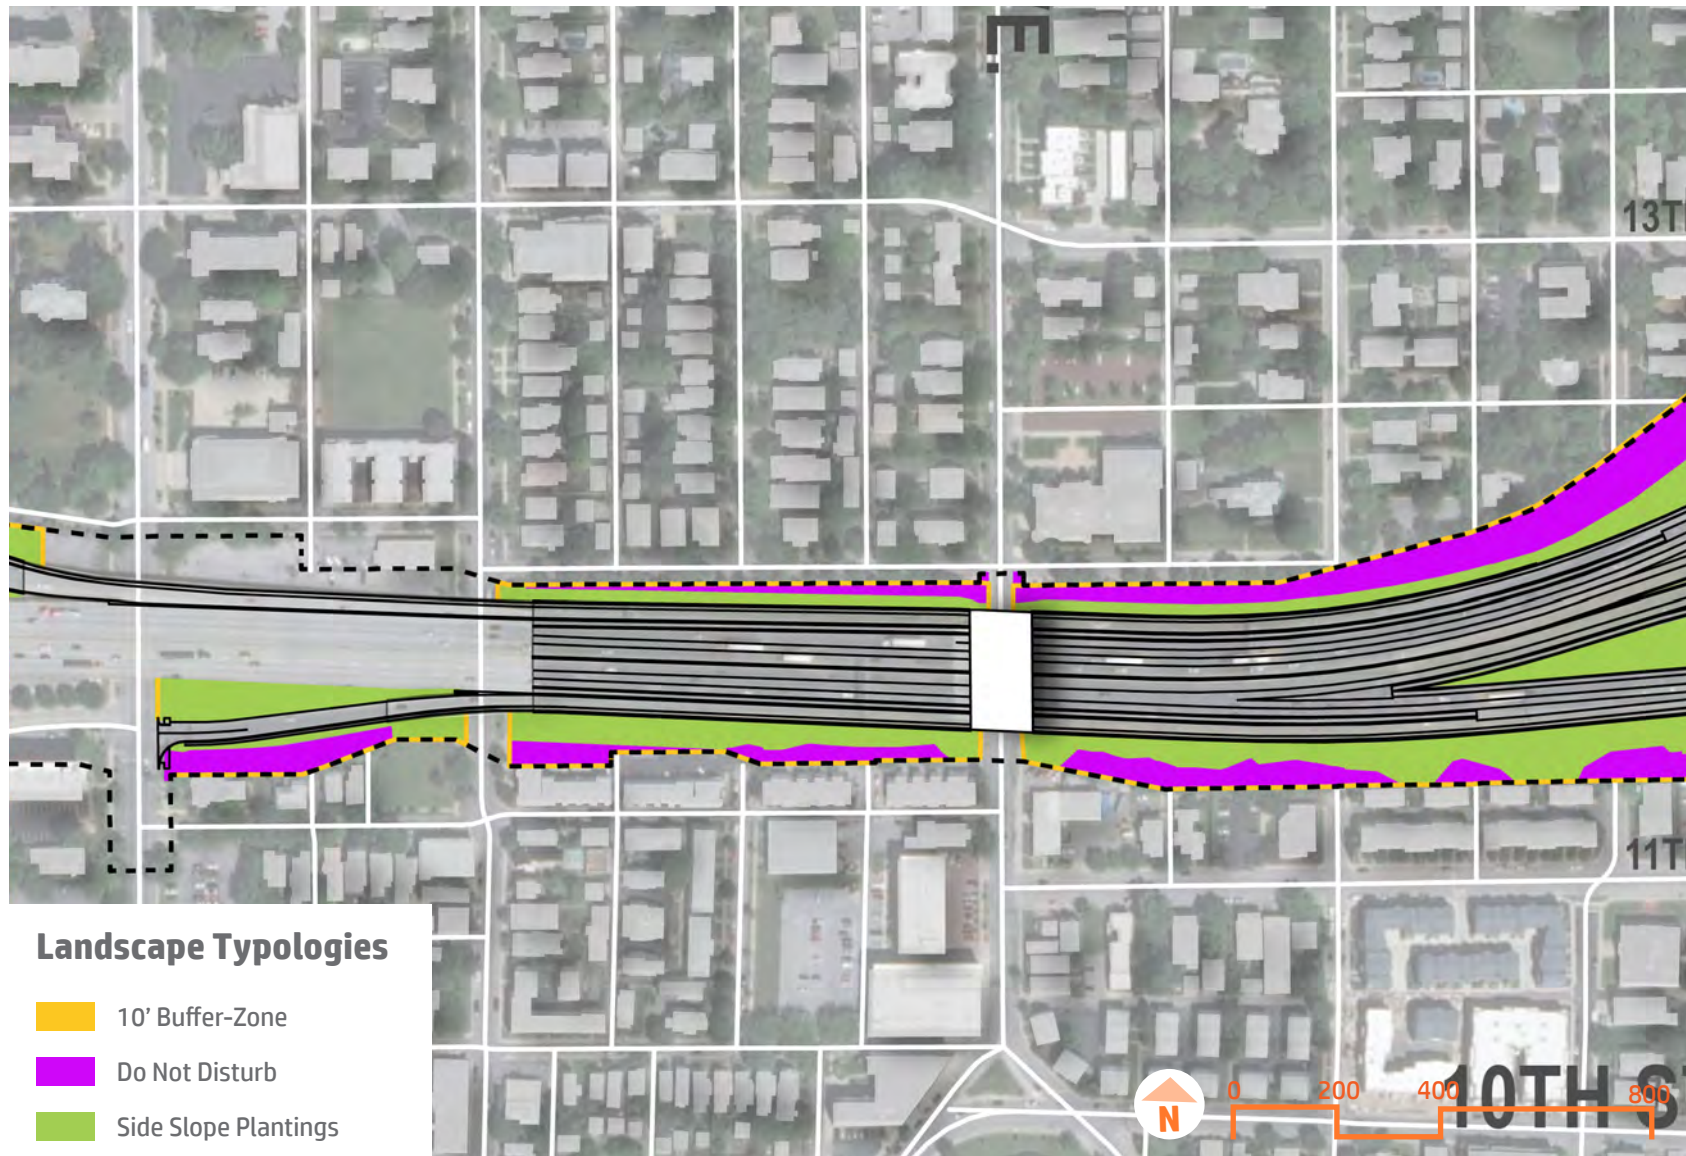 E.
13T
11T
Landscape Typologies
10' Buffer-Zone
Do Not Disturb
Side Slope Plantings
N
0 200 400 800
10TH S